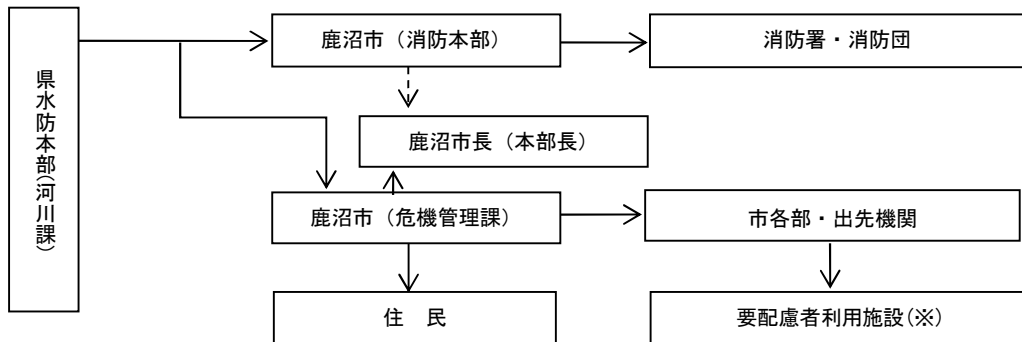 県水防本部(河川課)
鹿沼市（消防本部）
消防署・消防団
鹿沼市長（本部長）
鹿沼市（危機管理課）
市各部・出先機関
住　民
要配慮者利用施設(※)